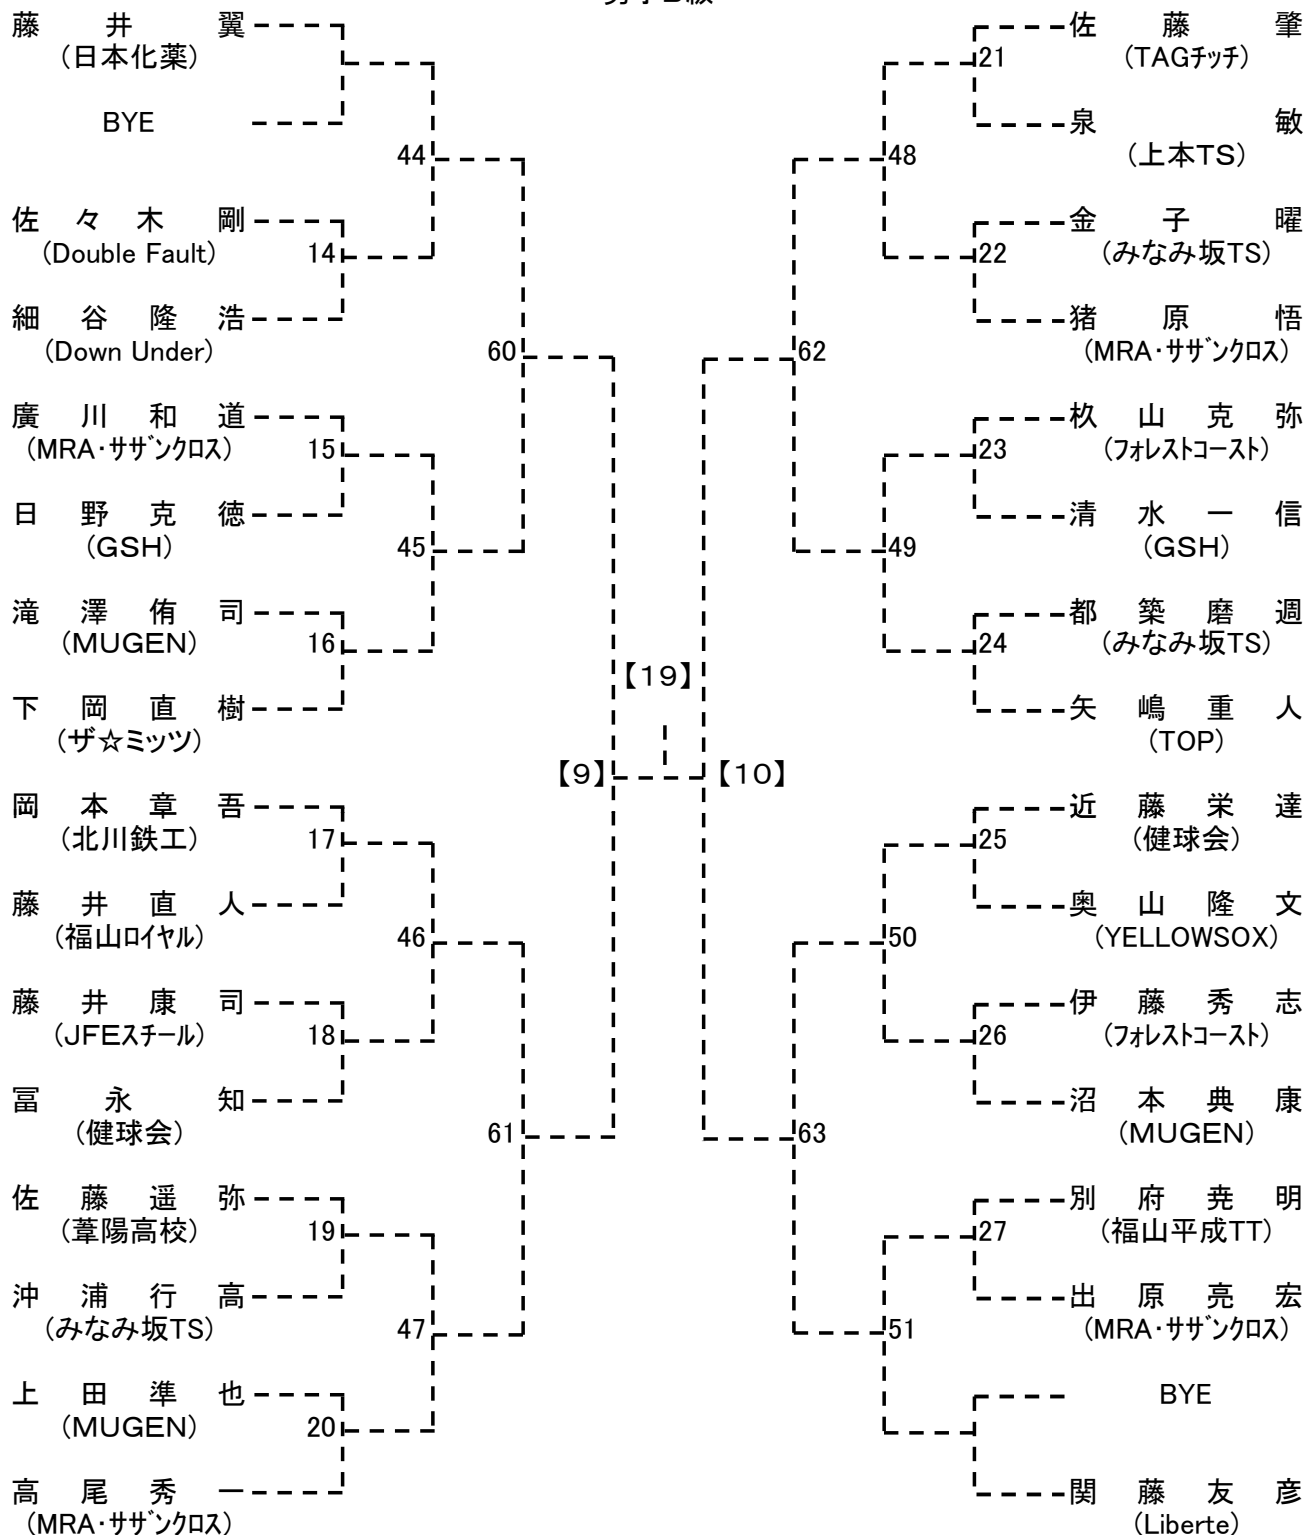 藤井翼
(日本化薬)
BYE
44
佐々木剛
(Double Fault)
14
細谷隆浩
(Down Under)
60
廣川和道
(MRA・サザンクロス)
15
日野克徳
(GSH)
45
滝澤侑司
(MUGEN)
16
下岡直樹
(ザ☆ミッツ)
岡本章吾
(北川鉄工)
17
藤井直人
(福山ロイヤル)
46
藤井康司
(JFEスチール)
18
冨永知
(健球会)
61
佐藤遥弥
(葦陽高校)
19
沖浦行高
(みなみ坂TS)
47
上田準也
(MUGEN)
20
高尾秀一
(MRA・サザンクロス)
【19】
【9】
【10】
佐藤肇
21
(TAGチッチ)
泉敏
(上本TS)
48
金子曜
22
(みなみ坂TS)
猪原悟
(MRA・サザンクロス)
62
杁山克弥
23
(フォレストコースト)
清水一信
(GSH)
49
都築磨週
24
(みなみ坂TS)
矢嶋重人
(TOP)
近藤栄達
25
(健球会)
奥山隆文
(YELLOWSOX)
50
伊藤秀志
26
(フォレストコースト)
沼本典康
(MUGEN)
63
別府尭明
27
(福山平成TT)
出原亮宏
(MRA・サザンクロス)
51
BYE
関藤友彦
(Liberte)